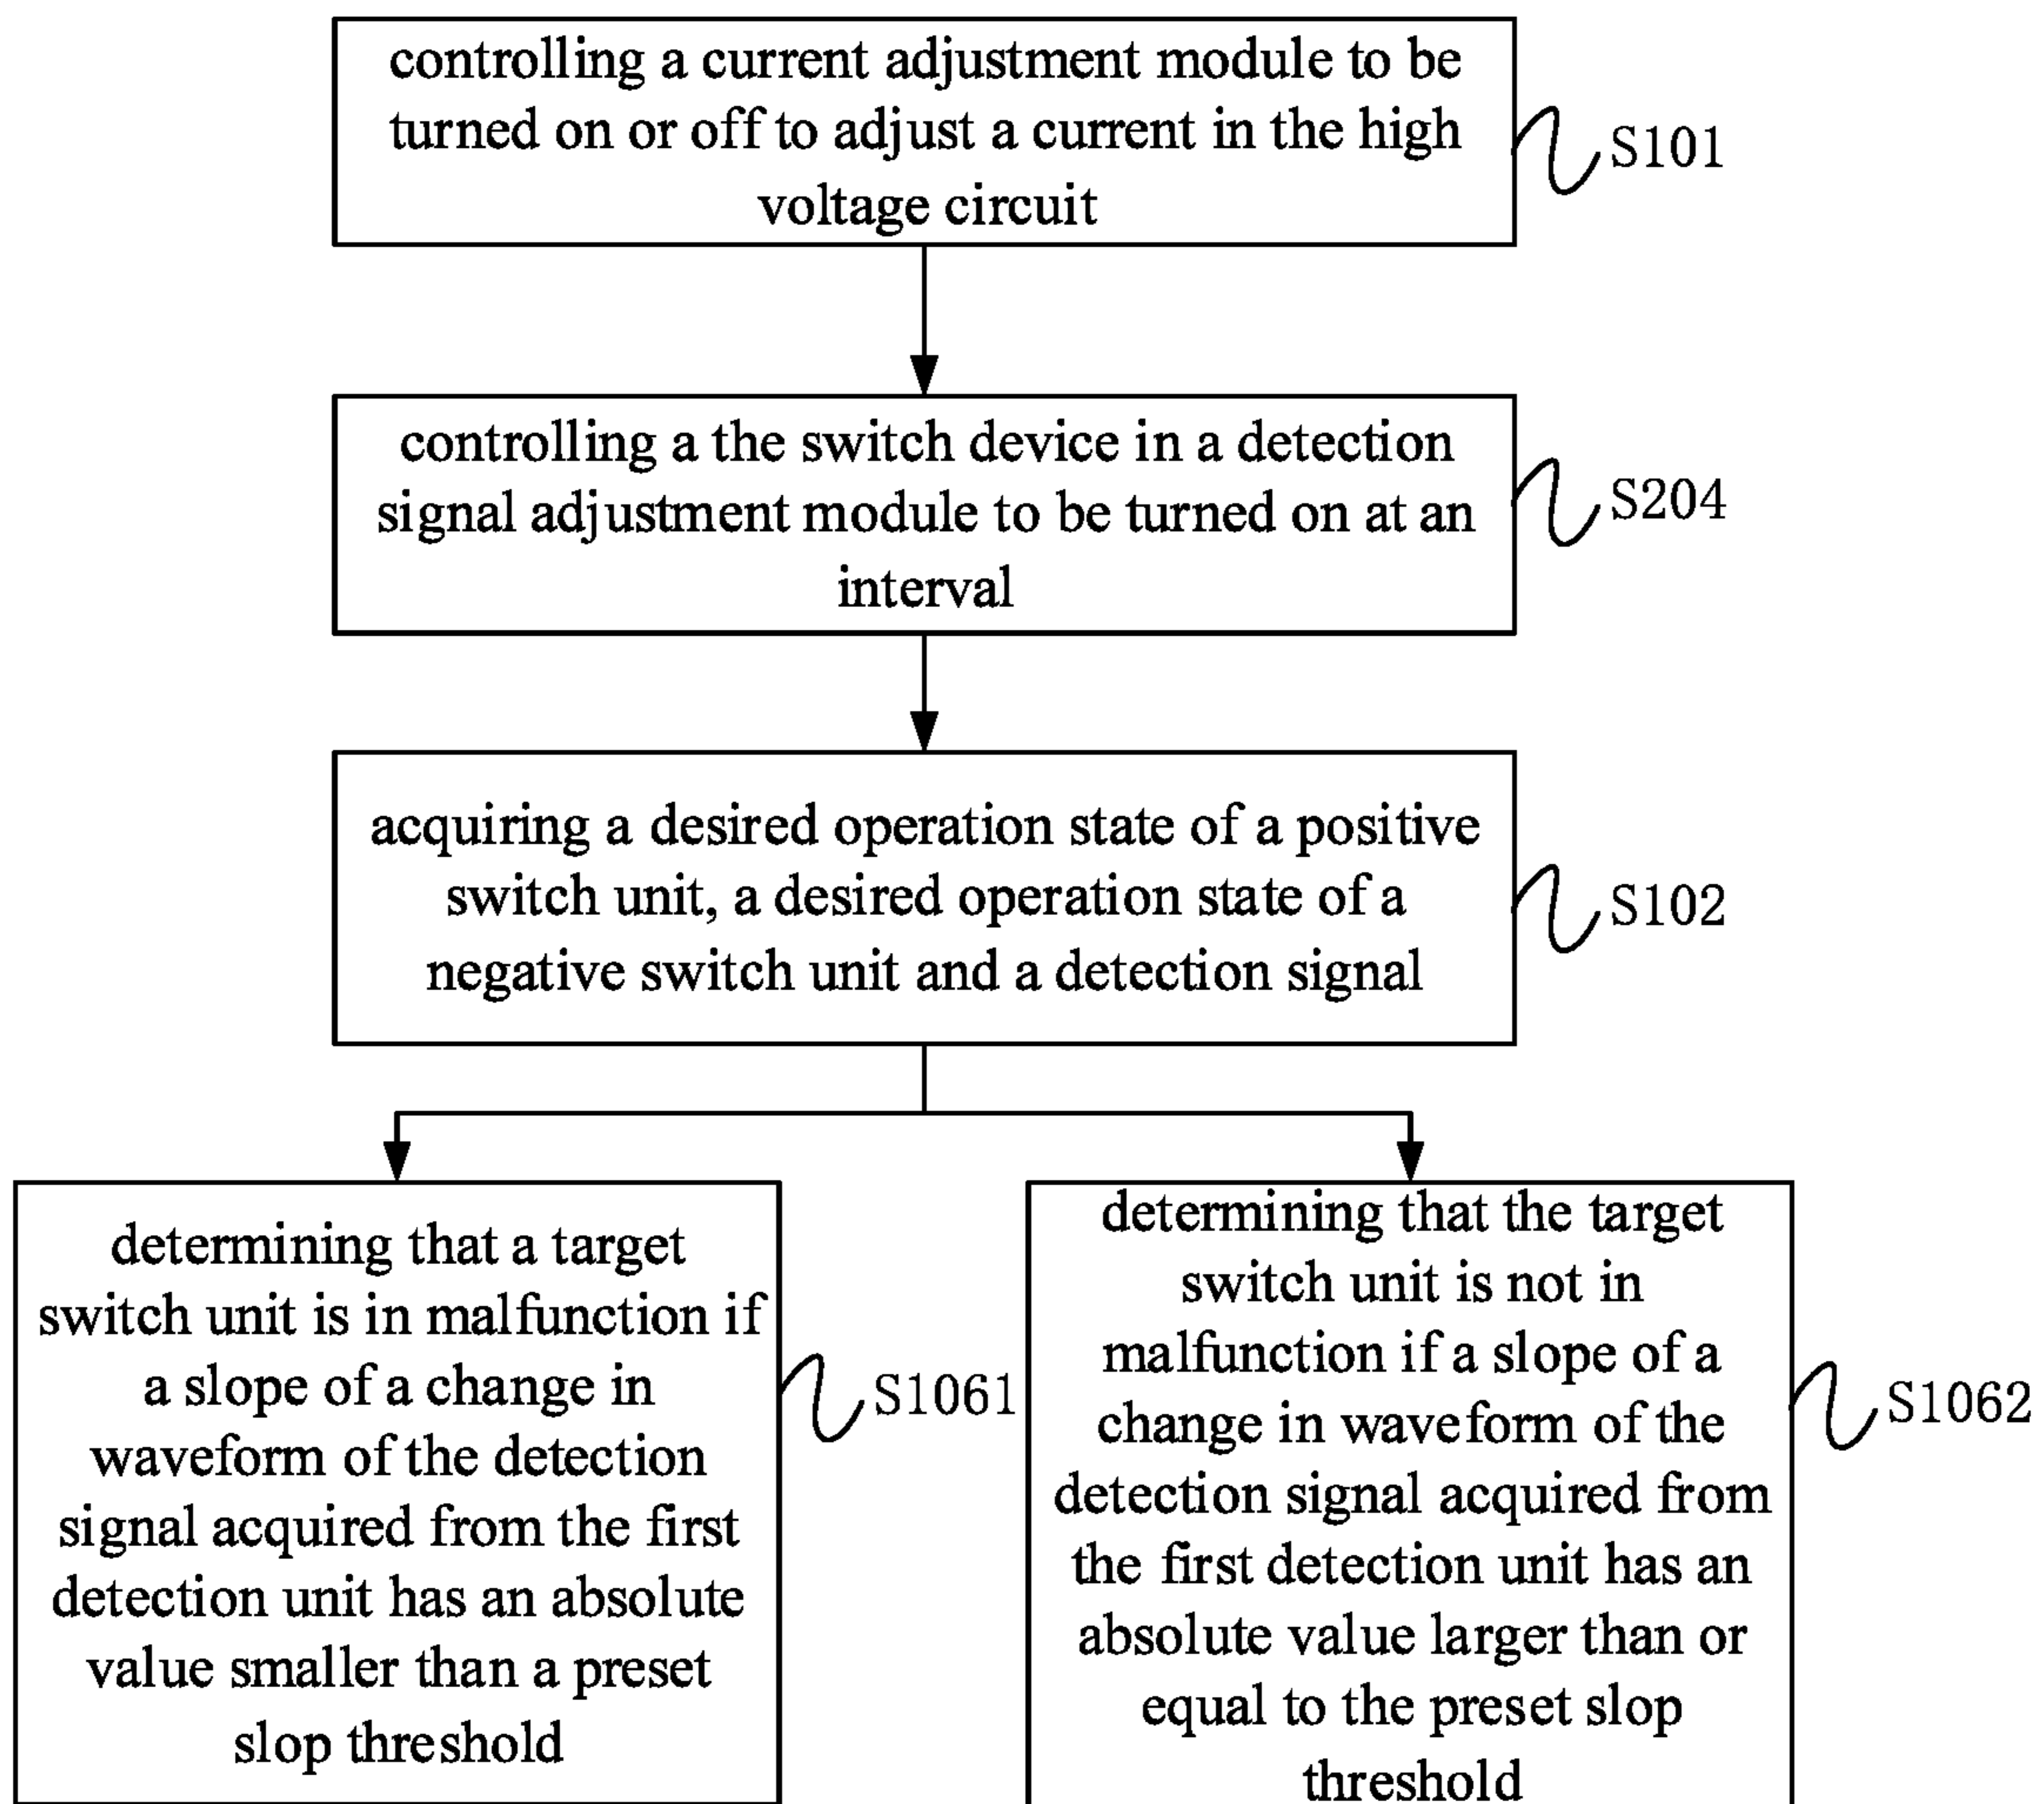 controlling a current adjustment module to be
turned on or off to adjust a current in the high
voltage circuit
S101
controlling a the switch device in a detection
signal adjustment module to be turned on at an
interval
S204
acquiring a desired operation state of a positive
switch unit, a desired operation state of a
negative switch unit and a detection signal
S102
determining that a target
switch unit is in malfunction if
a slope of a change in
waveform of the detection
signal acquired from the first
detection unit has an absolute
value smaller than a preset
slop threshold
S1061
determining that the target
switch unit is not in
malfunction if a slope of a
change in waveform of the
detection signal acquired from
the first detection unit has an
absolute value larger than or
equal to the preset slop
threshold
S1062